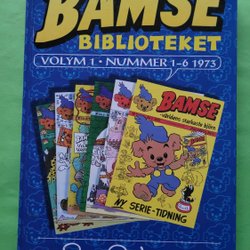 BAMSE
BIBLIOTEKET
VOLYM 1 • NUMMER 1-6 1973
BAMSE
världens starkaste björn
NY SERIE-TIDNING